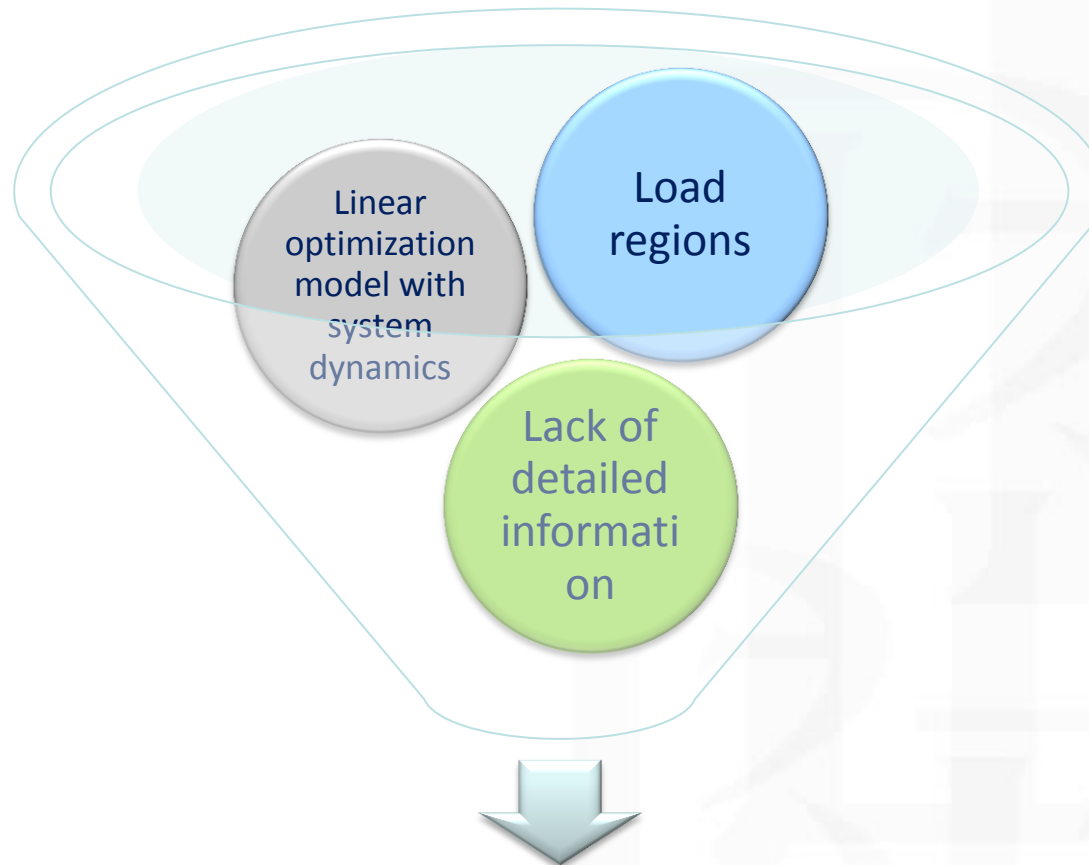 Linear
optimization
model with
system
dynamics
Load
regions
Lack of
detailed
informati
on